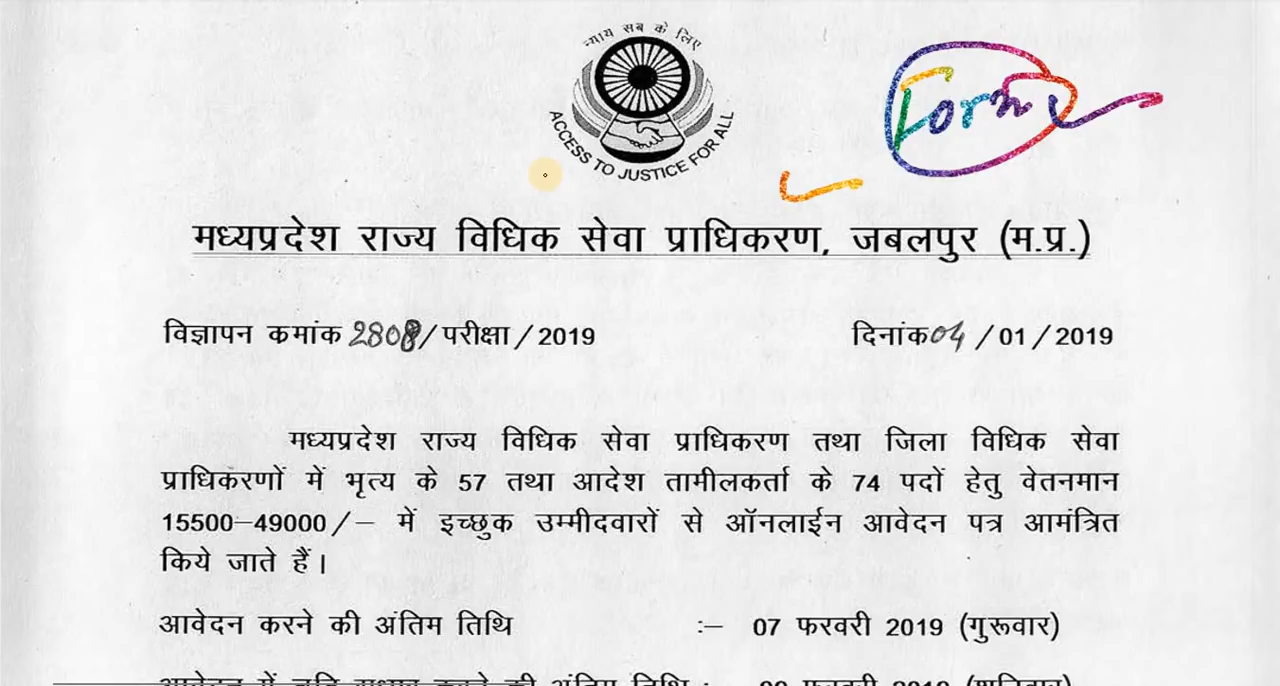 न्याय सब के लिए
ACCESS TO JUSTICE FOR ALL
Form
मध्यप्रदेश राज्य विधिक सेवा प्राधिकरण, जबलपुर (म.प्र.)
विज्ञापन कमांक 2808/परीक्षा/2019 दिनांक 04/01/2019
मध्यप्रदेश राज्य विधिक सेवा प्राधिकरण तथा जिला विधिक सेवा
प्राधिकरणों में भृत्य के 57 तथा आदेश तामीलकर्ता के 74 पदों हेतु वेतनमान
15500–49000/– में इच्छुक उम्मीदवारों से ऑनलाईन आवेदन पत्र आमंत्रित
किये जाते हैं।
आवेदन करने की अंतिम तिथि :– 07 फरवरी 2019 (गुरूवार)